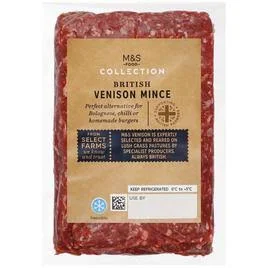 M&S
FOOD
COLLECTION
BRITISH
VENISON MINCE
Perfect alternative for
Bolognese, chilli or
homemade burgers
FROM
SELECT
FARMS
we know
and trust
M&S VENISON IS EXPERTLY
SELECTED AND REARED ON
LUSH GRASS PASTURES BY
SPECIALIST PRODUCERS.
ALWAYS BRITISH.
KEEP REFRIGERATED 0°C to +5°C
USE BY